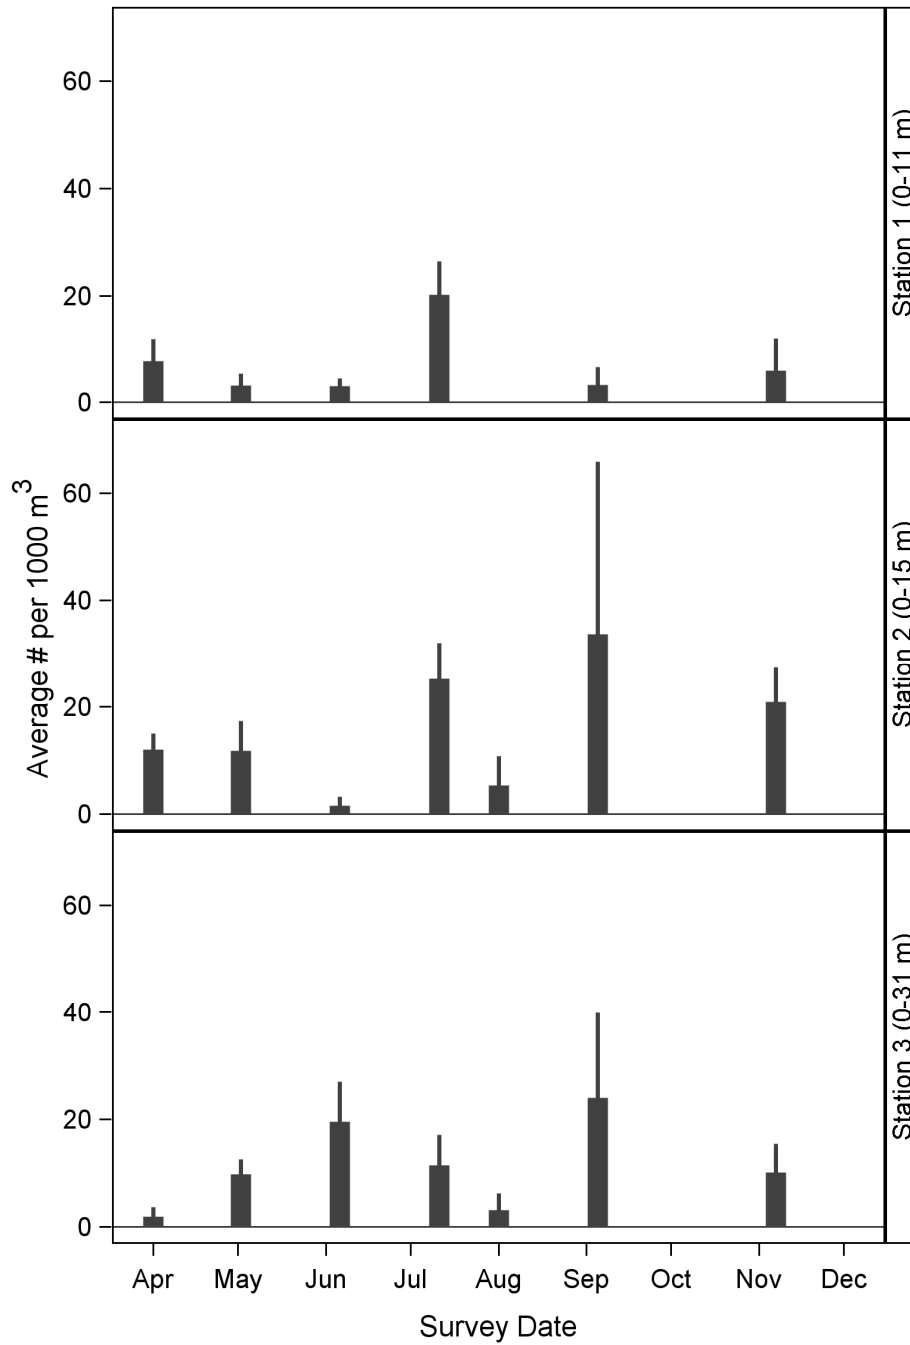 60
40
20
0
Station 1 (0-11 m)
60
40
20
0
Station 2 (0-15 m)
Average # per 1000 m³
60
40
20
0
Station 3 (0-31 m)
Apr May Jun Jul Aug Sep Oct Nov Dec
Survey Date